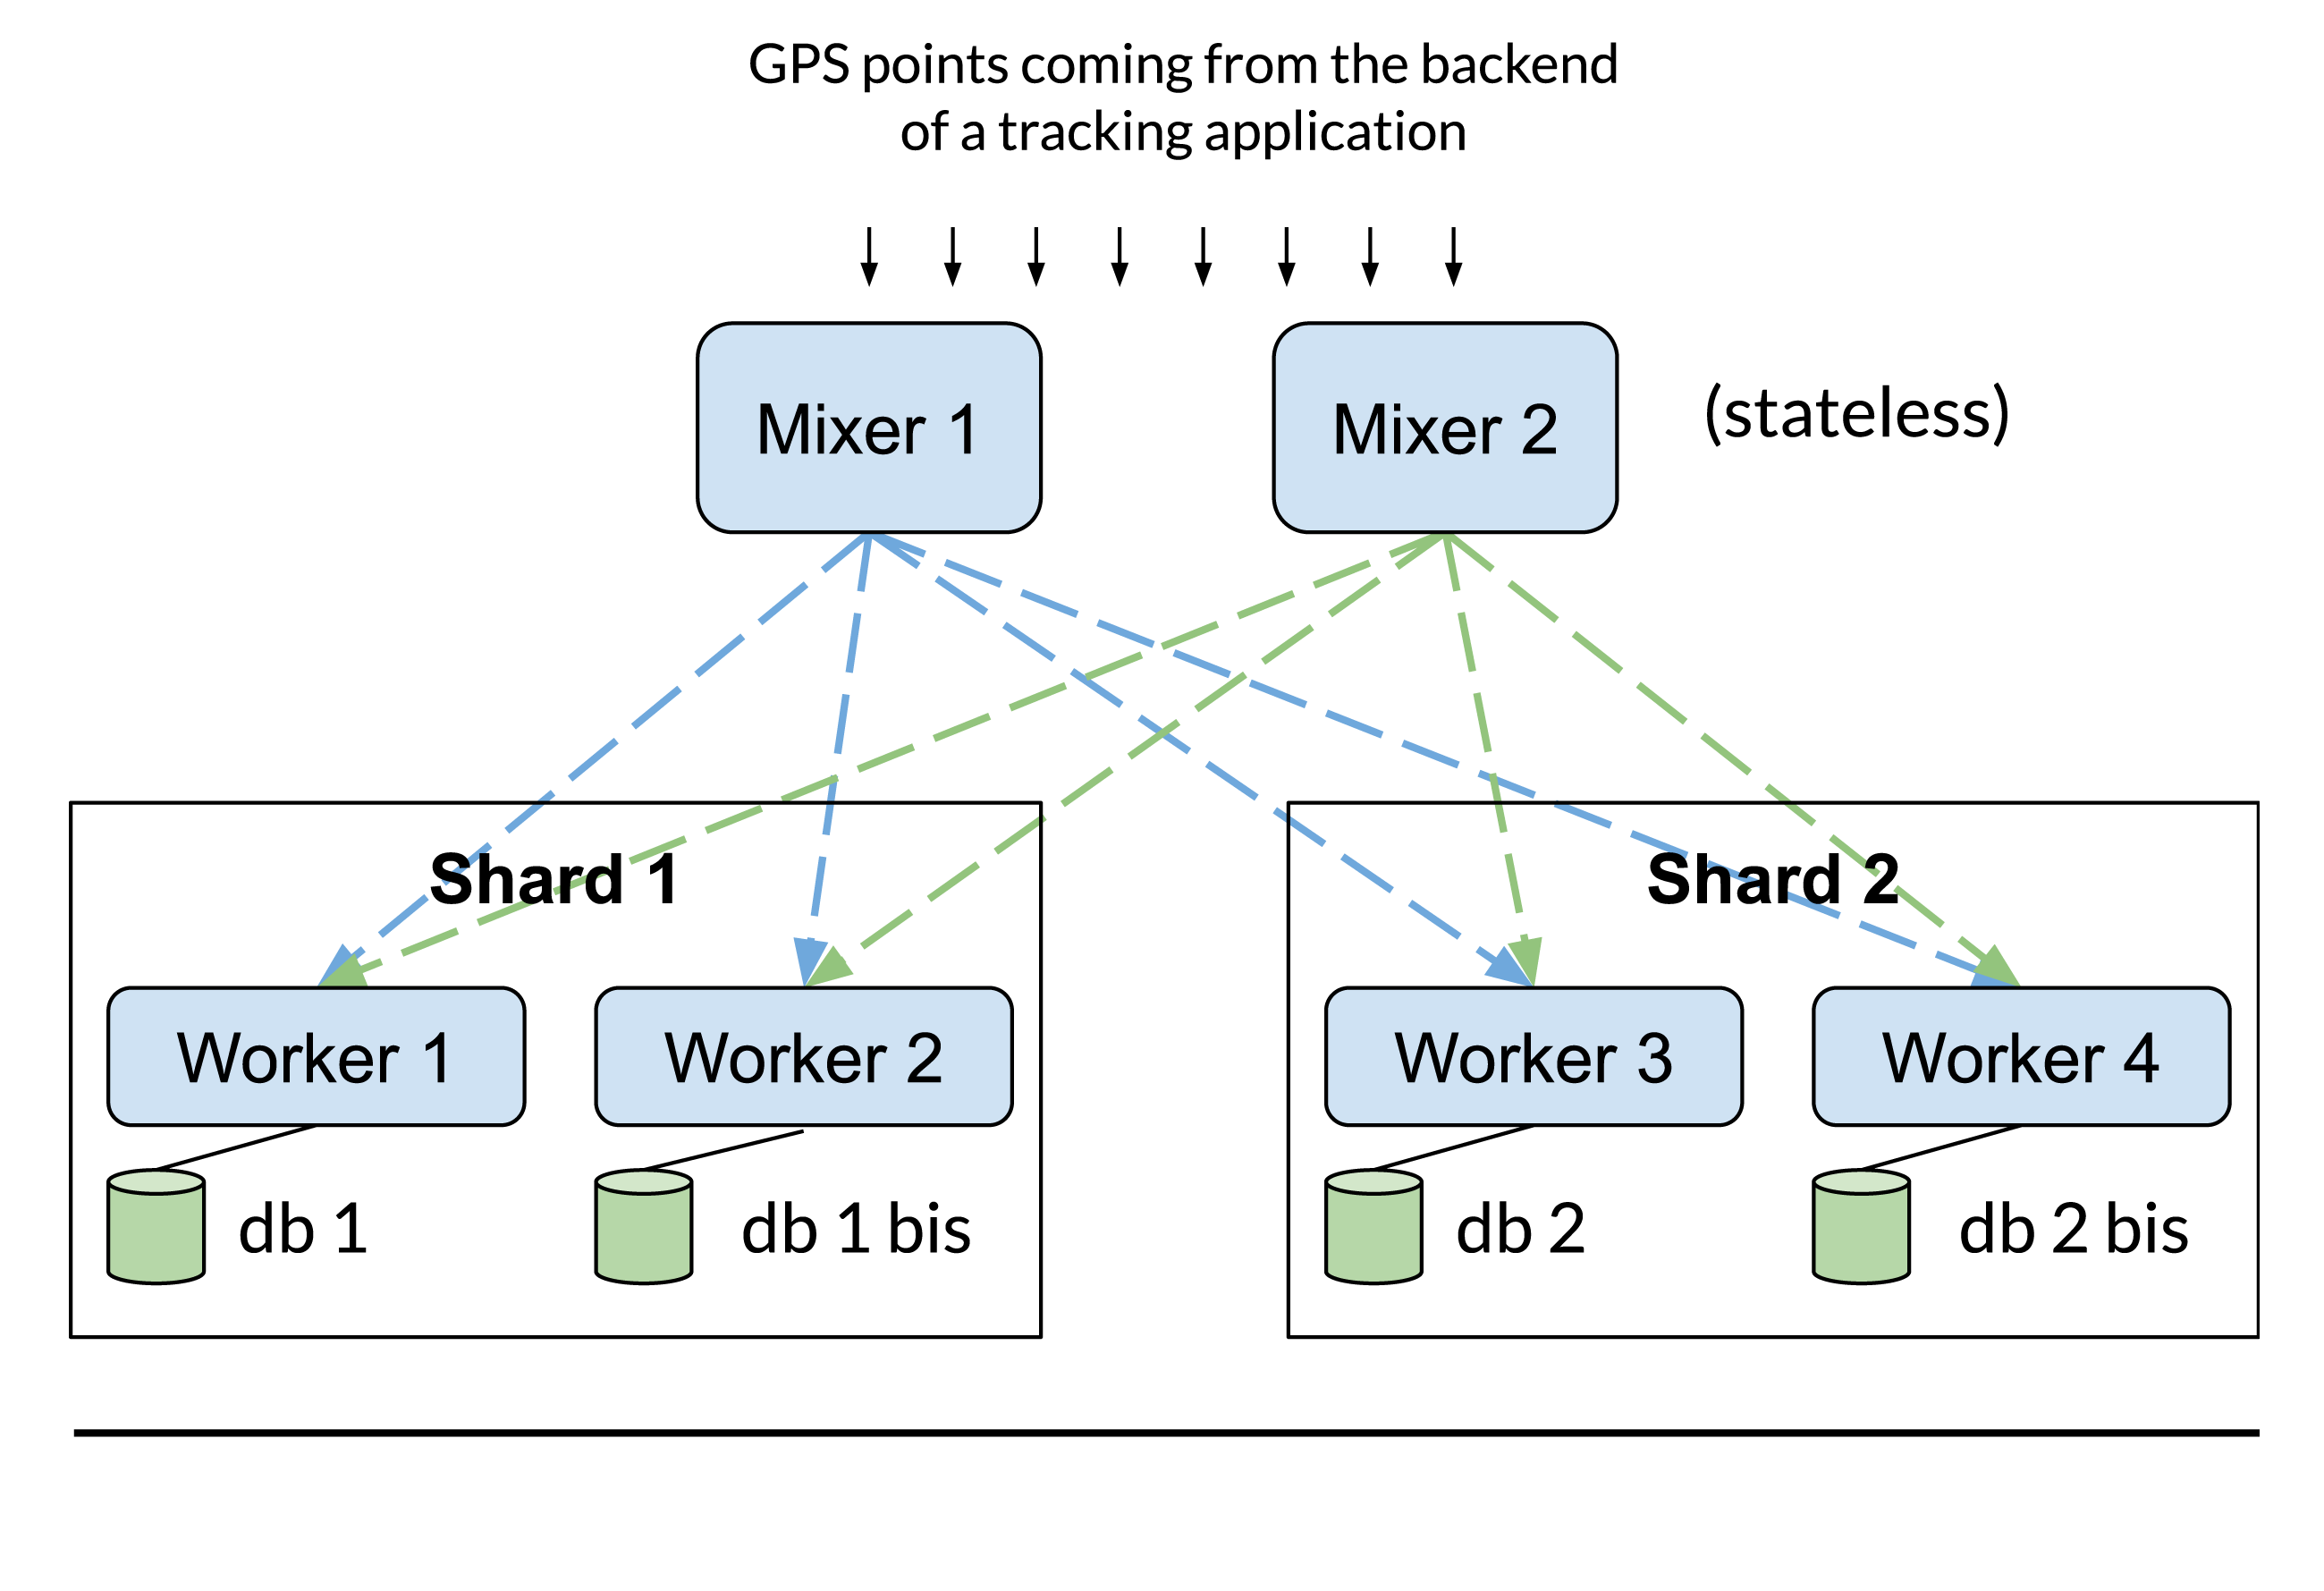 GPS points coming from the backend
of a tracking application
Mixer 1
Mixer 2
(stateless)
Shard 1
Shard 2
Worker 1
Worker 2
Worker 3
Worker 4
db 1
db 1 bis
db 2
db 2 bis